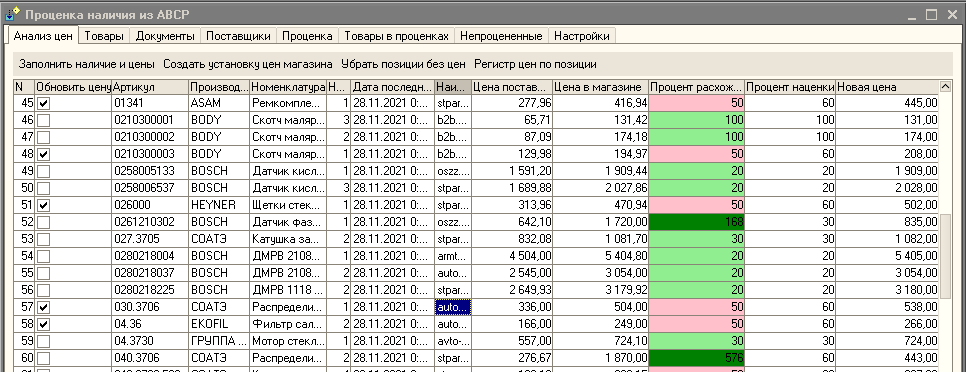 Проценка наличия из АВСР
Анализ цен Товары Документы Поставщики Проценка Товары в проценках Непроцененные Настройки
Заполнить наличие и цены Создать установку цен магазина Убрать позиции без цен Регистр цен по позиции
N Обновить цену Артикул Производ... Номенклатура Н... Дата последн... Наи... Цена постав... Цена в магазине Процент расхож... Процент наценки Новая цена
45 01341 ASAM Ремкомпле... 1 28.11.2021 0:... stpar... 277,96 416,94 50 60 445,00
46 0210300001 BODY Скотч маляр... 3 28.11.2021 0:... b2b.... 65,71 131,42 100 100 131,00
47 0210300002 BODY Скотч маляр... 2 28.11.2021 0:... b2b.... 87,09 174,18 100 100 174,00
48 0210300003 BODY Скотч маляр... 1 28.11.2021 0:... b2b.... 129,98 194,97 50 60 208,00
49 0258005133 BOSCH Датчик кисл... 1 28.11.2021 0:... oszz.... 1 591,20 1 909,44 20 20 1 909,00
50 0258006537 BOSCH Датчик кисл... 3 28.11.2021 0:... stpar... 1 689,88 2 027,86 20 20 2 028,00
51 026000 HEYNER Щетки стек... 1 28.11.2021 0:... stpar... 313,96 470,94 50 60 502,00
52 0261210302 BOSCH Датчик фаз... 1 28.11.2021 0:... oszz.... 642,10 1 720,00 168 30 835,00
53 027.3705 СОАТЭ Катушка за... 2 28.11.2021 0:... stpar... 832,08 1 081,70 30 30 1 082,00
54 0280218004 BOSCH ДМРВ 2108... 1 28.11.2021 0:... armt... 4 504,00 5 404,80 20 20 5 405,00
55 0280218037 BOSCH ДМРВ 2108... 2 28.11.2021 0:... auto... 2 545,00 3 054,00 20 20 3 054,00
56 0280218225 BOSCH ДМРВ 1118 ... 2 28.11.2021 0:... stpar... 2 649,93 3 179,92 20 20 3 180,00
57 030.3706 СОАТЭ Распредели... 1 28.11.2021 0:... auto... 336,00 504,00 50 60 538,00
58 04.36 EKOFIL Фильтр сал... 2 28.11.2021 0:... auto... 166,00 249,00 50 60 266,00
59 04.3730 ГРУППА ... Мотор стекл... 1 28.11.2021 0:... avto-... 557,00 724,10 30 30 724,00
60 040.3706 СОАТЭ Распредели... 1 28.11.2021 0:... stpar... 276,67 1 870,00 576 60 443,00